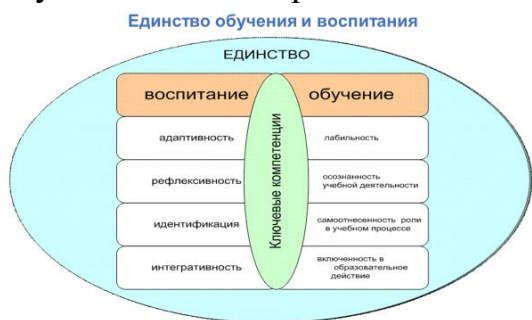 Единство обучения и воспитания
ЕДИНСТВО
воспитание
обучение
Ключевые компетенции
адаптивность
лабильность
рефлексивность
осознанность
учебной деятельности
идентификация
самоотнесенность роли
в учебном процессе
интегративность
включенность в
образовательное
действие